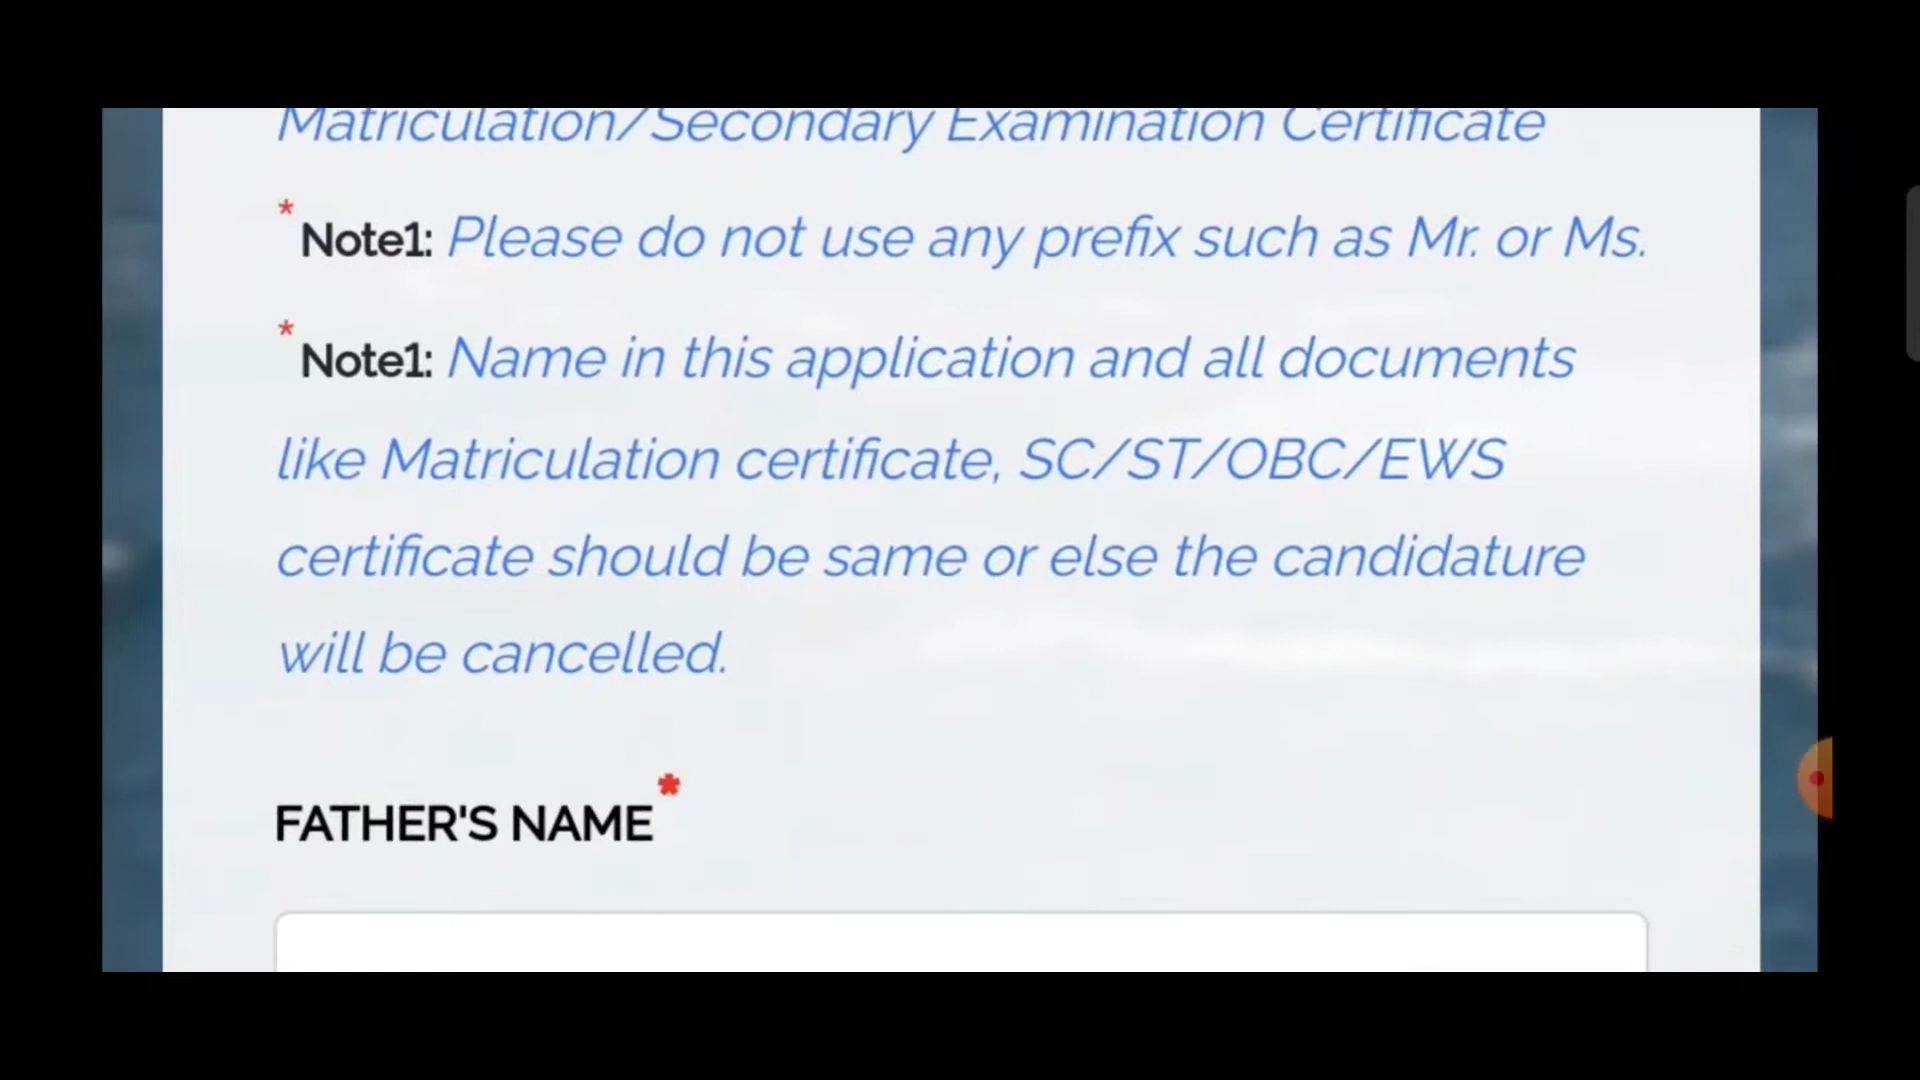 Matriculation/Secondary Examination Certificate
*Note1: Please do not use any prefix such as Mr. or Ms.
*Note1: Name in this application and all documents
like Matriculation certificate, SC/ST/OBC/EWS
certificate should be same or else the candidature
will be cancelled.
FATHER'S NAME*